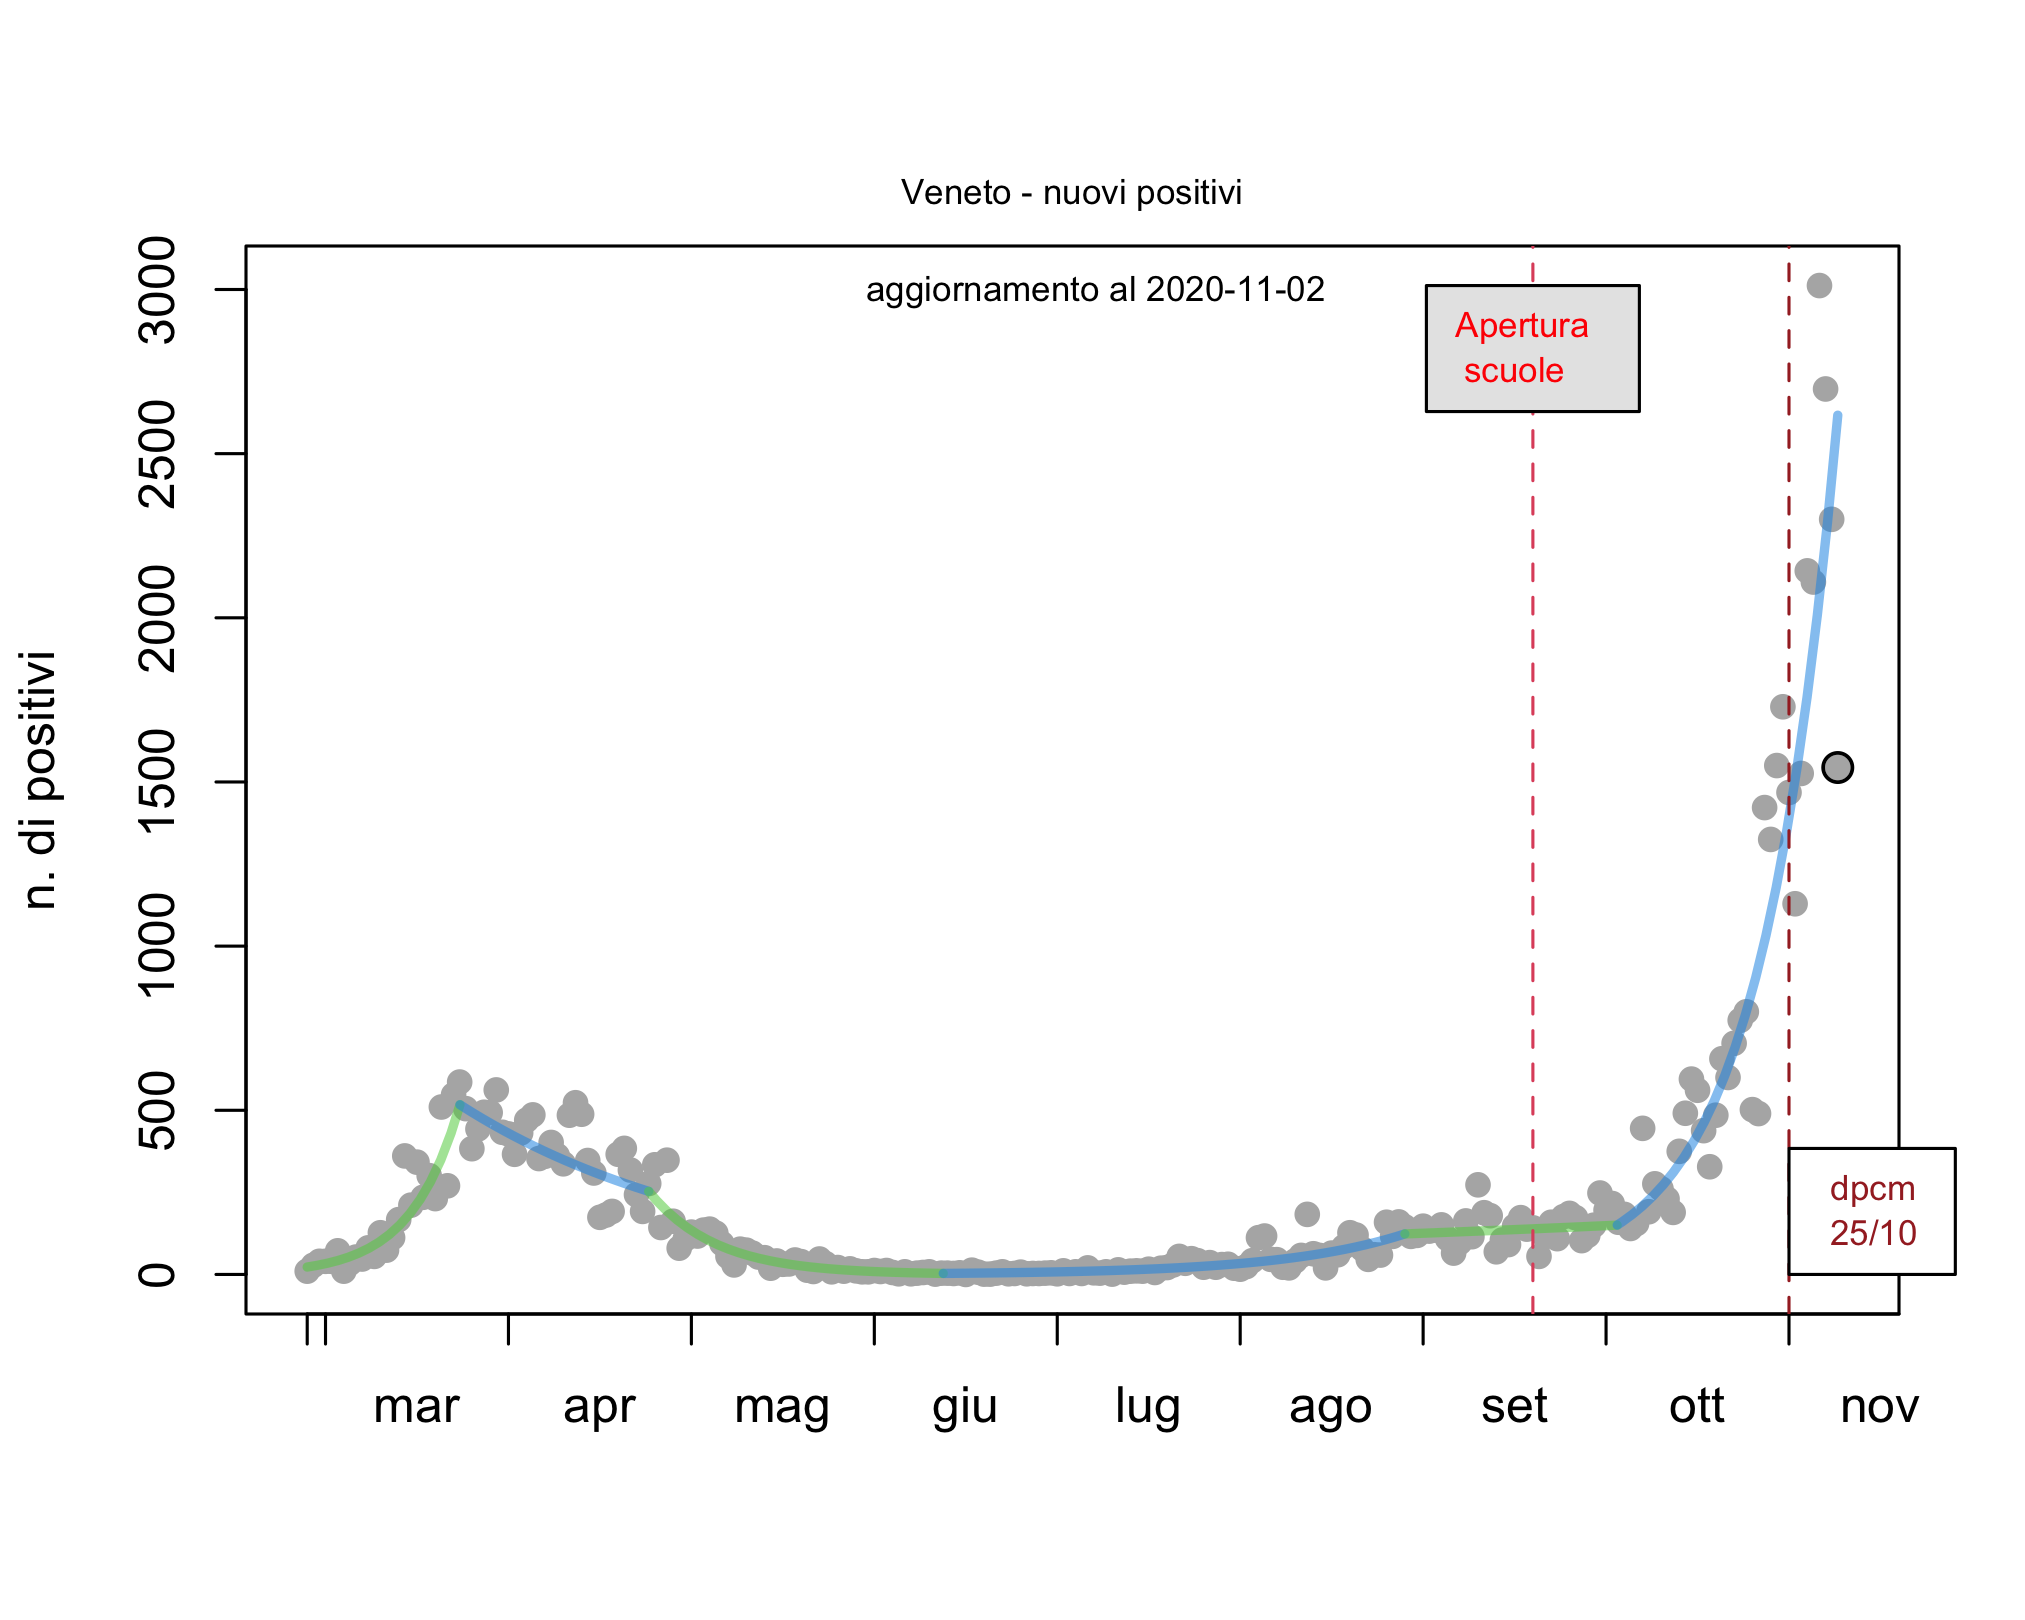 Veneto - nuovi positivi
aggiornamento al 2020-11-02
Apertura
scuole
dpcm
25/10
n. di positivi
3000
2500
2000
1500
1000
500
0
mar apr mag giu lug ago set ott nov